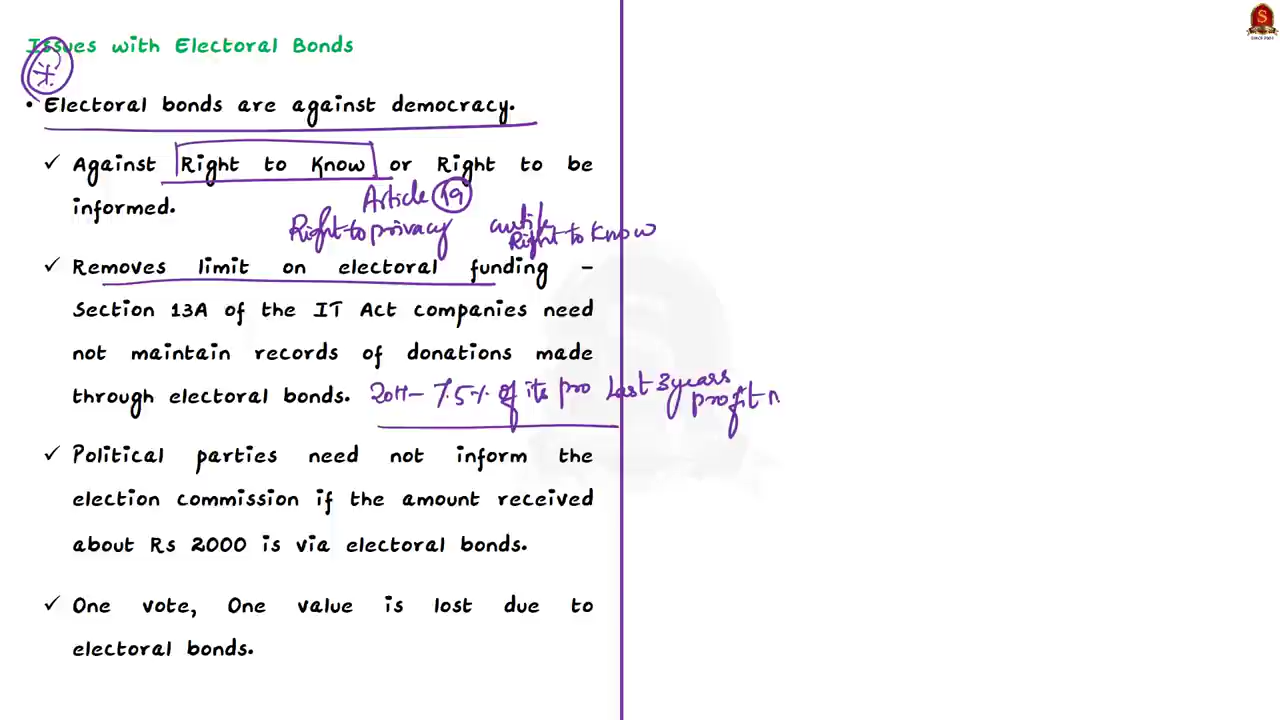 Issues with Electoral Bonds
• Electoral bonds are against democracy.
✓ Against Right to Know or Right to be
informed.
Article 19
Right to privacy
Right to Know
✓ Removes limit on electoral funding –
Section 13A of the IT Act companies need
not maintain records of donations made
through electoral bonds.
7.5% of its pro Last 3 years
profit
✓ Political parties need not inform the
election commission if the amount received
about Rs 2000 is via electoral bonds.
✓ One vote, One value is lost due to
electoral bonds.
S